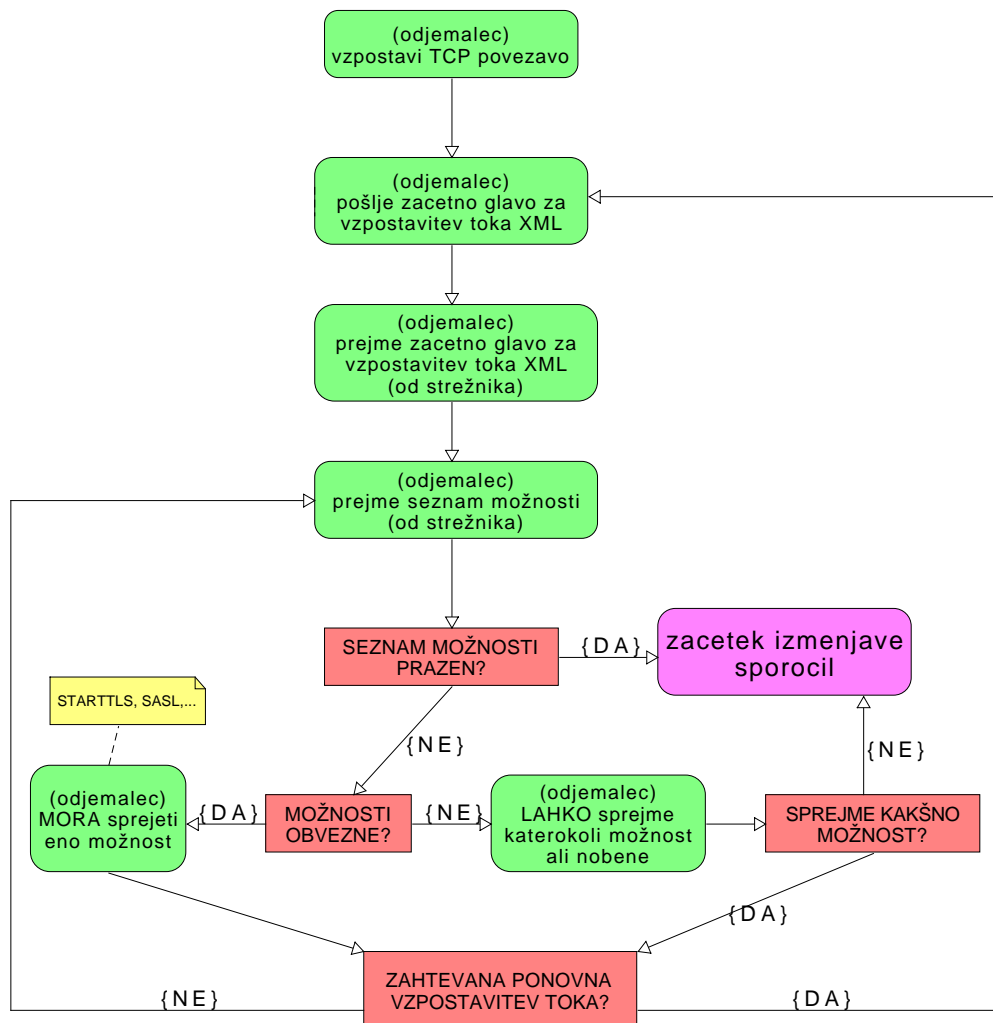 (odjemalec)
vzpostavi TCP povezavo
(odjemalec)
pošlje zacetno glavo za
vzpostavitev toka XML
(odjemalec)
prejme zacetno glavo za
vzpostavitev toka XML
(od strežnika)
(odjemalec)
prejme seznam možnosti
(od strežnika)
SEZNAM MOŽNOSTI
PRAZEN?
{DA}
zacetek izmenjave
sporocil
STARTTLS, SASL,...
{NE}
{NE}
(odjemalec)
MORA sprejeti
eno možnost
{DA}
MOŽNOSTI
OBVEZNE?
{NE}
(odjemalec)
LAHKO sprejme
katerokoli možnost
ali nobene
SPREJME KAKŠNO
MOŽNOST?
{DA}
ZAHTEVANA PONOVNA
VZPOSTAVITEV TOKA?
{NE}
{DA}